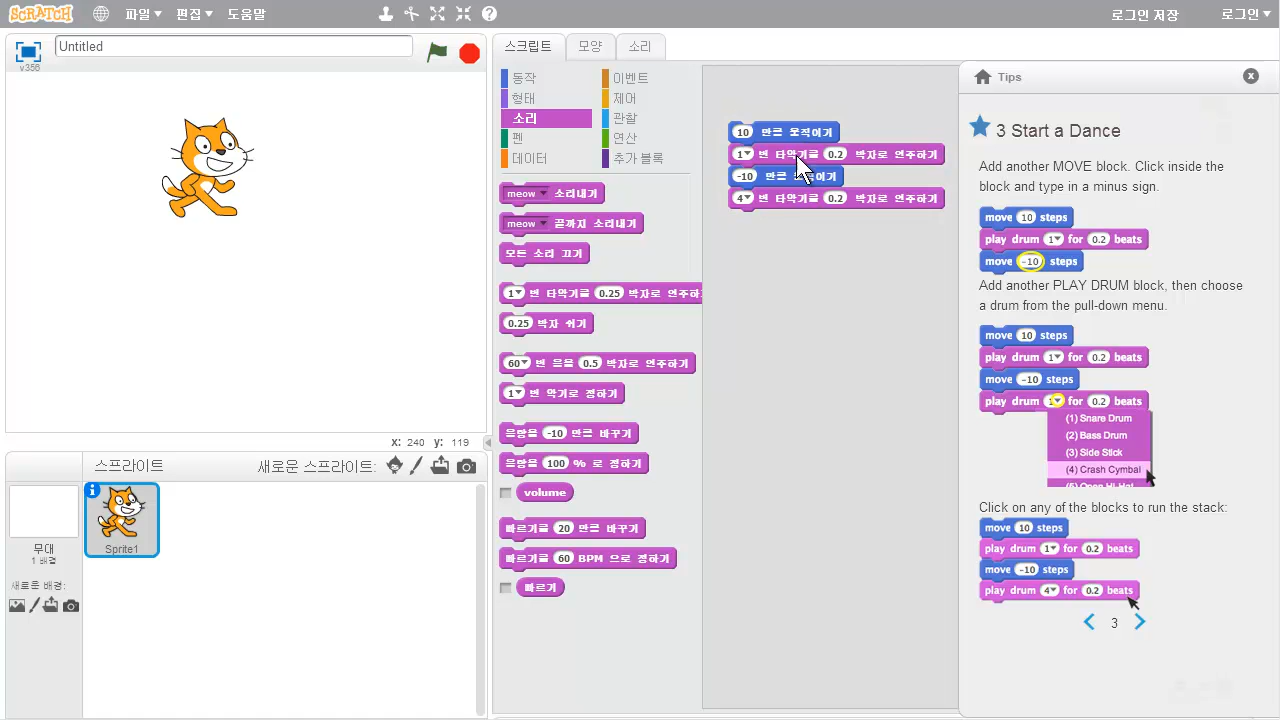 SCRATCH
파일 편집 도움말
로그인 저장 로그인
Untitled
v358
스크립트 모양 소리
동작 이벤트
형태 제어
소리 관찰
펜 연산
데이터 추가 블록
meow 소리내기
meow 끝까지 소리내기
모든 소리 끄기
1 번 타악기를 0.25 박자로 연주하기
0.25 박자 쉬기
60 번 음을 0.5 박자로 연주하기
1 번 악기로 정하기
음량을 -10 만큼 바꾸기
음량을 100 % 로 정하기
volume
빠르기를 20 만큼 바꾸기
빠르기를 60 BPM 으로 정하기
빠르기
10 만큼 움직이기
1 번 타악기를 0.2 박자로 연주하기
-10 만큼 움직이기
4 번 타악기를 0.2 박자로 연주하기
x: 240 y: 119
스프라이트 새로운 스프라이트:
무대
1 배경
새로운 배경:
Sprite1
Tips
3 Start a Dance
Add another MOVE block. Click inside the
block and type in a minus sign.
move 10 steps
play drum 1 for 0.2 beats
move -10 steps
Add another PLAY DRUM block, then choose
a drum from the pull-down menu.
move 10 steps
play drum 1 for 0.2 beats
move -10 steps
play drum 1 for 0.2 beats
(1) Snare Drum
(2) Bass Drum
(3) Side Stick
(4) Crash Cymbal
(5) Open Hi-Hat
Click on any of the blocks to run the stack:
move 10 steps
play drum 1 for 0.2 beats
move -10 steps
play drum 4 for 0.2 beats
3